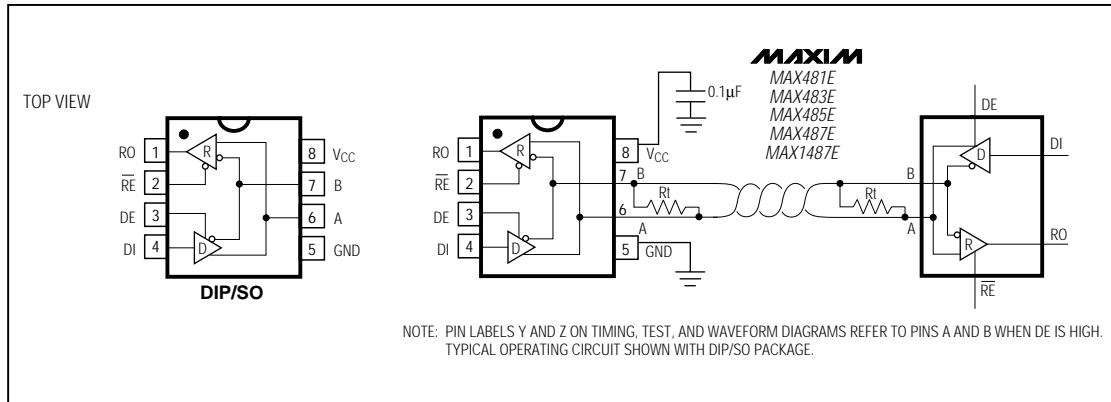 TOP VIEW
RO 1
RE 2
DE 3
DI 4
R
D
8 VCC
7 B
6 A
5 GND
DIP/SO
RO 1
RE 2
DE 3
DI 4
R
D
8 VCC
7 B
6 A
5 GND
0.1µF
MAXIM
MAX481E
MAX483E
MAX485E
MAX487E
MAX1487E
Rt
Rt
DE
D
DI
B
A
R
RO
RE
NOTE: PIN LABELS Y AND Z ON TIMING, TEST, AND WAVEFORM DIAGRAMS REFER TO PINS A AND B WHEN DE IS HIGH.
TYPICAL OPERATING CIRCUIT SHOWN WITH DIP/SO PACKAGE.